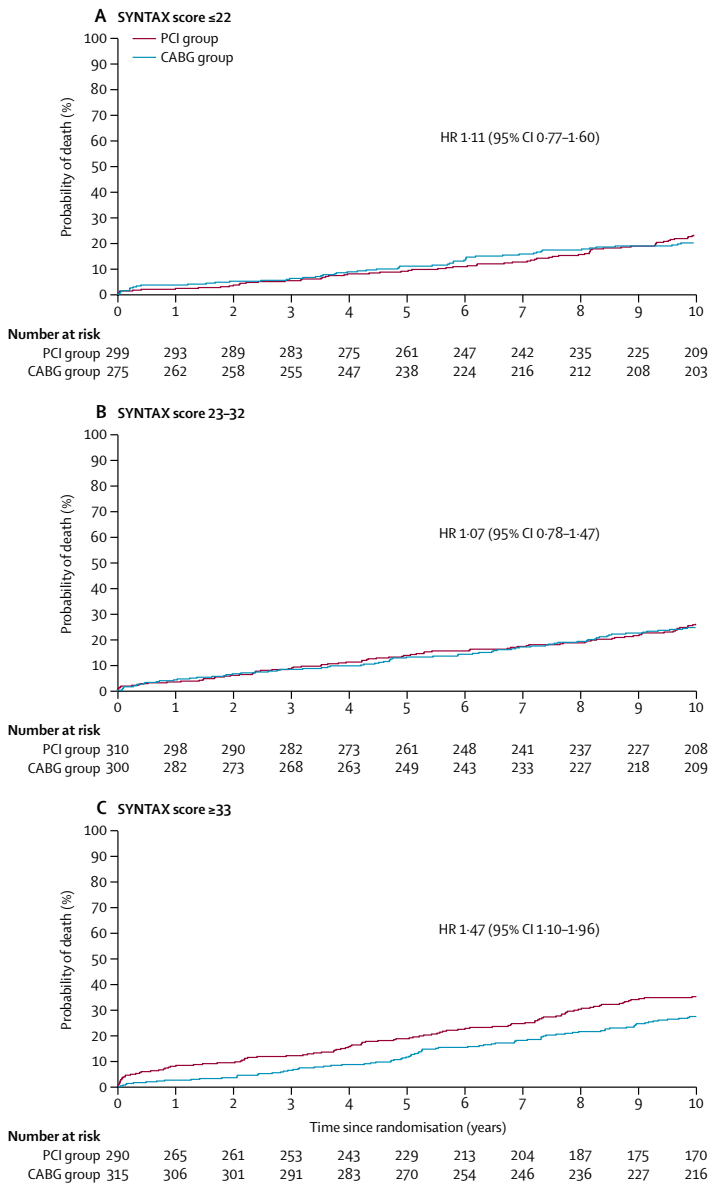 A SYNTAX score ≤22
PCI group
CABG group
Probability of death (%)
100
90
80
70
60
50
40
30
20
10
0
HR 1·11 (95% CI 0·77–1·60)
0 1 2 3 4 5 6 7 8 9 10
Number at risk
PCI group 299 293 289 283 275 261 247 242 235 225 209
CABG group 275 262 258 255 247 238 224 216 212 208 203
B SYNTAX score 23–32
Probability of death (%)
100
90
80
70
60
50
40
30
20
10
0
HR 1·07 (95% CI 0·78–1·47)
0 1 2 3 4 5 6 7 8 9 10
Number at risk
PCI group 310 298 290 282 273 261 248 241 237 227 208
CABG group 300 282 273 268 263 249 243 233 227 218 209
C SYNTAX score ≥33
Probability of death (%)
100
90
80
70
60
50
40
30
20
10
0
HR 1·47 (95% CI 1·10–1·96)
0 1 2 3 4 5 6 7 8 9 10
Time since randomisation (years)
Number at risk
PCI group 290 265 261 253 243 229 213 204 187 175 170
CABG group 315 306 301 291 283 270 254 246 236 227 216